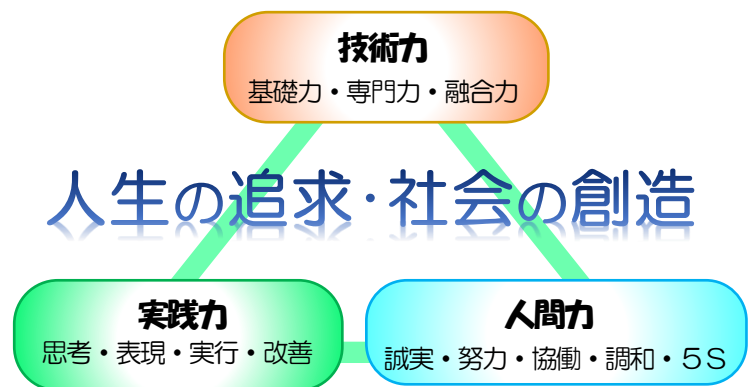 技術力
基礎力・専門力・融合力
人生の追求・社会の創造
実践力
思考・表現・実行・改善
人間力
誠実・努力・協働・調和・５Ｓ